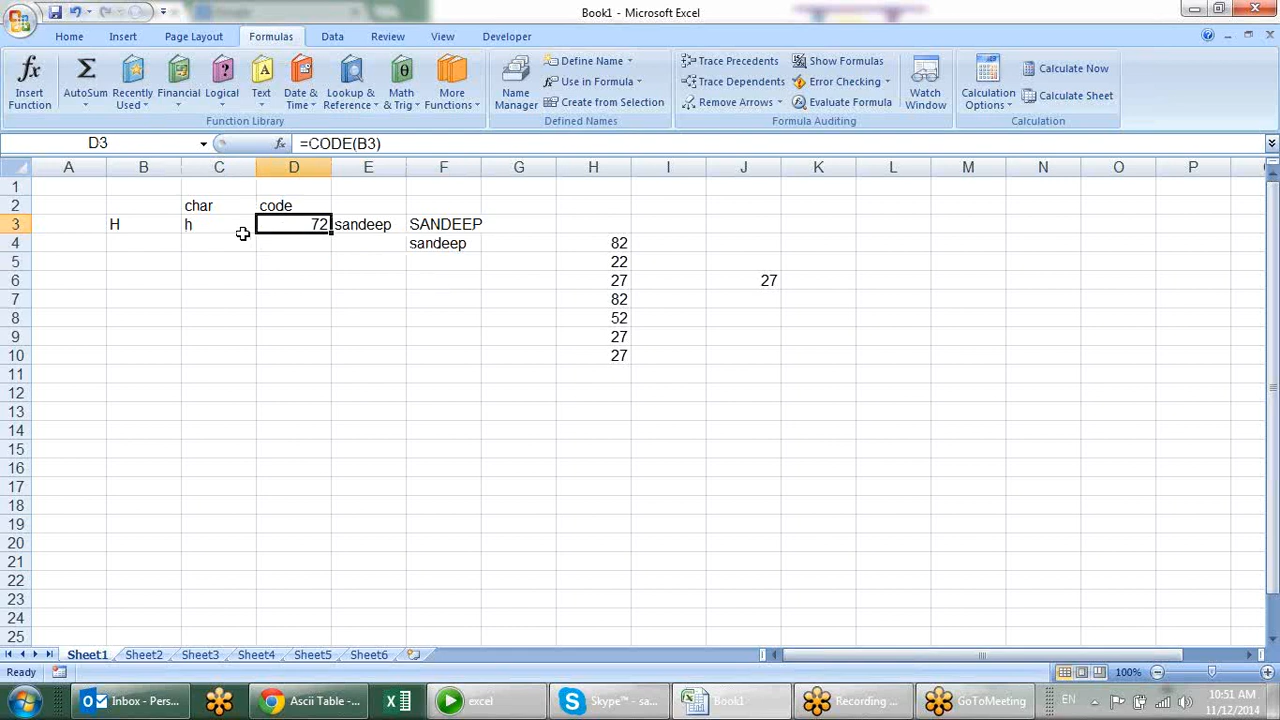 Book1 - Microsoft Excel
Home Insert Page Layout Formulas Data Review View Developer
Insert Function
AutoSum
Recently Used
Financial
Logical
Text
Date & Time
Lookup & Reference
Math & Trig
More Functions
Function Library
Name Manager
Define Name
Use in Formula
Create from Selection
Defined Names
Trace Precedents
Trace Dependents
Remove Arrows
Show Formulas
Error Checking
Evaluate Formula
Formula Auditing
Watch Window
Calculation Options
Calculate Now
Calculate Sheet
Calculation
D3 fx =CODE(B3)
A B C D E F G H I J K L M N O P
1
2 char code
3 H h 72 sandeep SANDEEP
4 sandeep 82
5 22
6 27 27
7 82
8 52
9 27
10 27
11
12
13
14
15
16
17
18
19
20
21
22
23
24
25
Sheet1 Sheet2 Sheet3 Sheet4 Sheet5 Sheet6
Ready 100%
Inbox - Pers... Ascii Table -... excel Skype™ - sa... Book1 Recording ... GoToMeeting EN 10:51 AM
11/12/2014